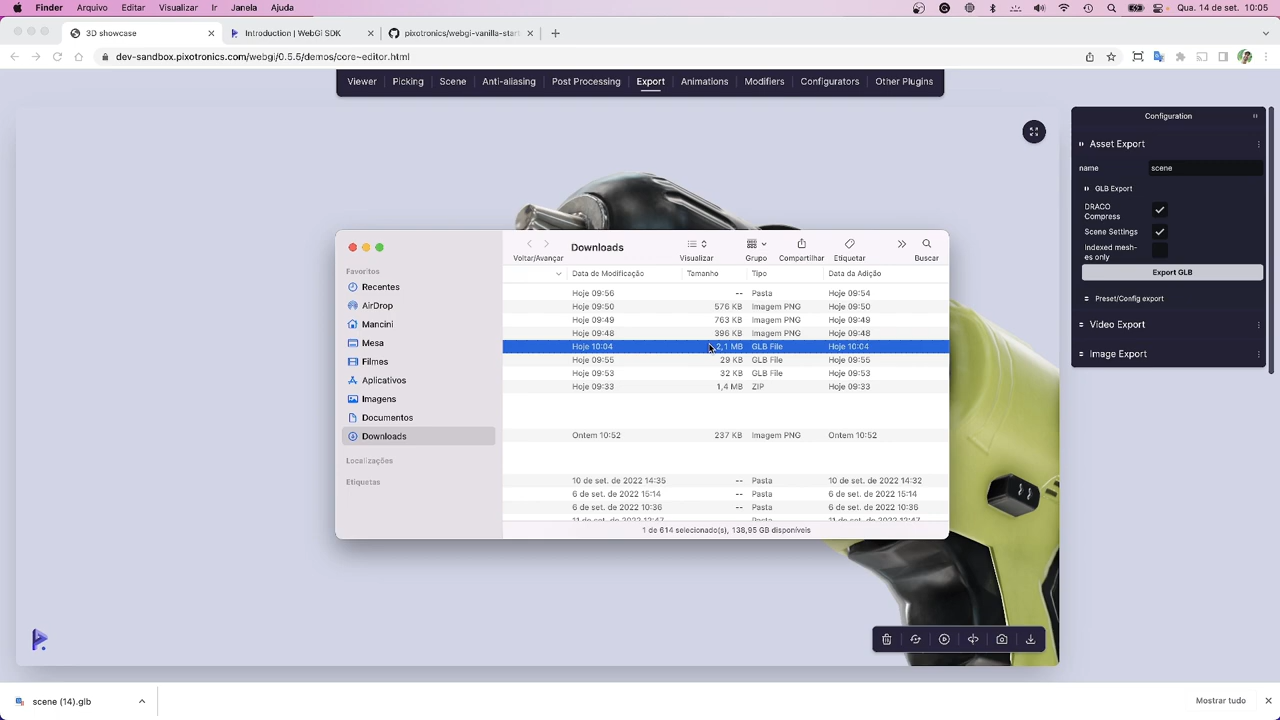 Finder Arquivo Editar Visualizar Ir Janela Ajuda Qua. 14 de set. 10:05
3D showcase Introduction | WebGi SDK pixotronics/webgi-vanilla-start
dev-sandbox.pixotronics.com/webgi/0.5.5/demos/core-editor.html
Viewer Picking Scene Anti-aliasing Post Processing Export Animations Modifiers Configurators Other Plugins
Configuration
Asset Export
name scene
GLB Export
DRACO
Compress
Scene Settings
Indexed mesh-
es only
Export GLB
Preset/Config export
Video Export
Image Export
Downloads
Voltar/Avançar Visualizar Grupo Compartilhar Etiquetar Buscar
Favoritos
Recentes
AirDrop
Mancini
Mesa
Filmes
Aplicativos
Imagens
Documentos
Downloads
Localizações
Etiquetas
Data de Modificação Tamanho Tipo Data da Adição
Hoje 09:56 -- Pasta Hoje 09:54
Hoje 09:50 576 KB Imagem PNG Hoje 09:50
Hoje 09:49 763 KB Imagem PNG Hoje 09:49
Hoje 09:48 396 KB Imagem PNG Hoje 09:48
Hoje 10:04 2,1 MB GLB File Hoje 10:04
Hoje 09:55 29 KB GLB File Hoje 09:55
Hoje 09:53 32 KB GLB File Hoje 09:53
Hoje 09:33 1,4 MB ZIP Hoje 09:33
Ontem 10:52 237 KB Imagem PNG Ontem 10:52
10 de set. de 2022 14:35 -- Pasta 10 de set. de 2022 14:32
6 de set. de 2022 15:14 -- Pasta 6 de set. de 2022 15:14
6 de set. de 2022 10:36 -- Pasta 6 de set. de 2022 10:36
1 de 614 selecionado(s), 138,95 GB disponíveis
scene (14).glb
Mostrar tudo